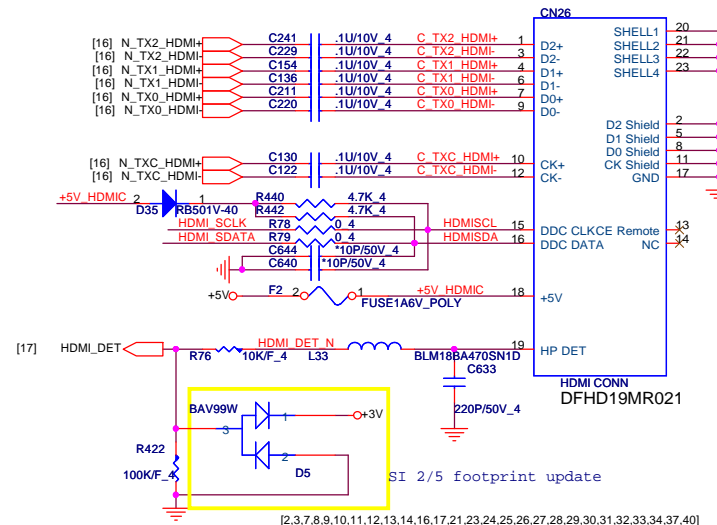 CN26
SHELL1 20
SHELL2 21
SHELL3 22
SHELL4 23
[16] N_TX2_HDMI+ C241 .1U/10V_4 C_TX2_HDMI+ 1 D2+
[16] N_TX2_HDMI- C229 .1U/10V_4 C_TX2_HDMI- 3 D2-
[16] N_TX1_HDMI+ C154 .1U/10V_4 C_TX1_HDMI+ 4 D1+
[16] N_TX1_HDMI- C136 .1U/10V_4 C_TX1_HDMI- 6 D1-
[16] N_TX0_HDMI+ C211 .1U/10V_4 C_TX0_HDMI+ 7 D0+
[16] N_TX0_HDMI- C220 .1U/10V_4 C_TX0_HDMI- 9 D0-
D2 Shield 2
D1 Shield 5
D0 Shield 8
CK Shield 11
GND 17
[16] N_TXC_HDMI+ C130 .1U/10V_4 C_TXC_HDMI+ 10 CK+
[16] N_TXC_HDMI- C122 .1U/10V_4 C_TXC_HDMI- 12 CK-
+5V_HDMIC 2 D35 1 RB501V-40
R440 4.7K_4
R442 4.7K_4
HDMI_SCLK R78 0_4 HDMISCL 15 DDC CLK CE Remote 13
HDMI_SDATA R79 0_4 HDMISDA 16 DDC DATA NC 14
C644 *10P/50V_4
C640 *10P/50V_4
+5V F2 2 1 +5V_HDMIC 18 +5V
FUSE1A6V_POLY
[17] HDMI_DET R76 10K/F_4 HDMI_DET_N L33 BLM18BA470SN1D 19 HP DET
C633
220P/50V_4
HDMI CONN
DFHD19MR021
BAV99W
3 1 +3V
2
D5
R422
100K/F_4
SI 2/5 footprint update
[2,3,7,8,9,10,11,12,13,14,16,17,21,23,24,25,26,27,28,29,30,31,32,33,34,37,40]